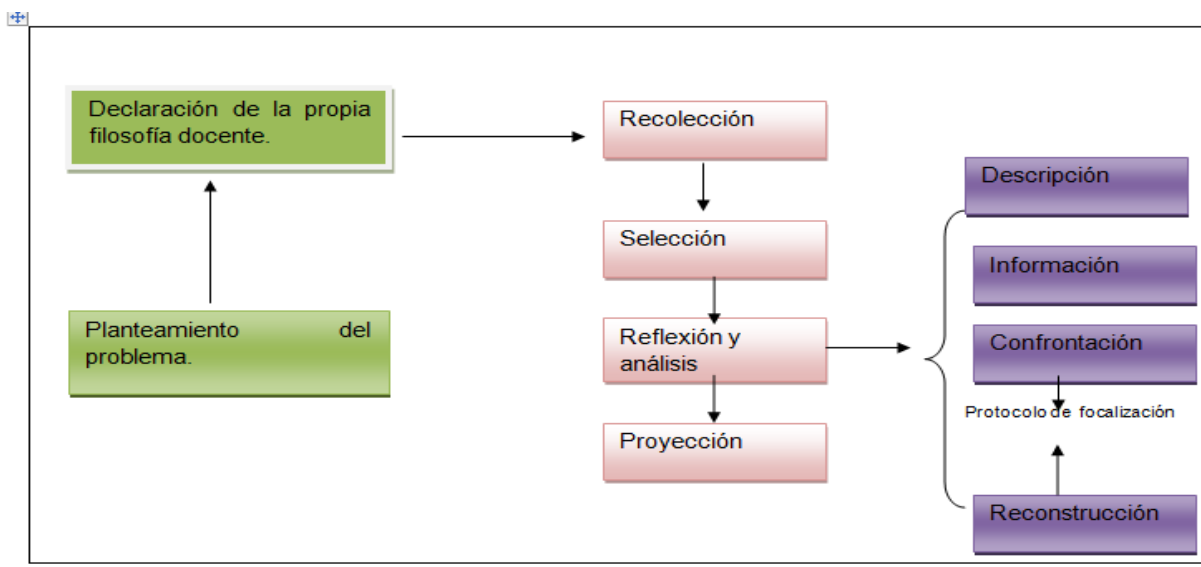 Declaración de la propia
filosofía docente.
Planteamiento del
problema.
Recolección
Selección
Reflexión y
análisis
Proyección
Descripción
Información
Confrontación
Protocolo de focalización
Reconstrucción